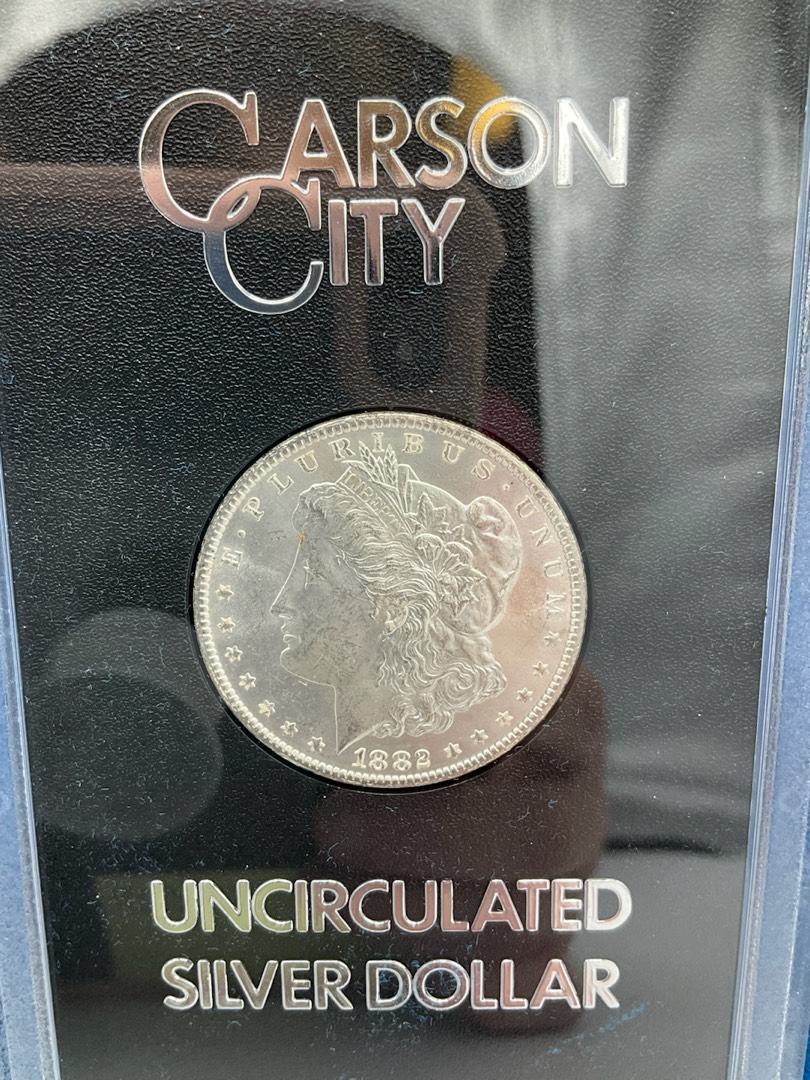 CARSON
CITY
E·PLURIBUS·UNUM
LIBERTY
1882
UNCIRCULATED
SILVER DOLLAR